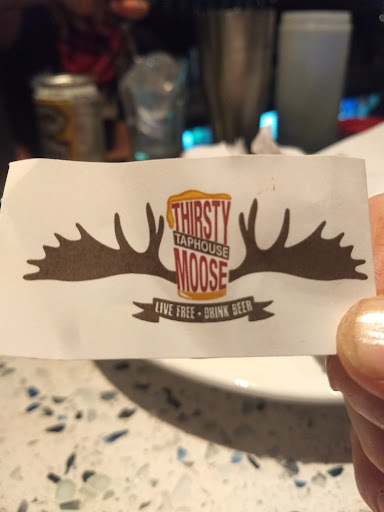 THIRSTY
TAPHOUSE
MOOSE
LIVE FREE • DRINK BEER